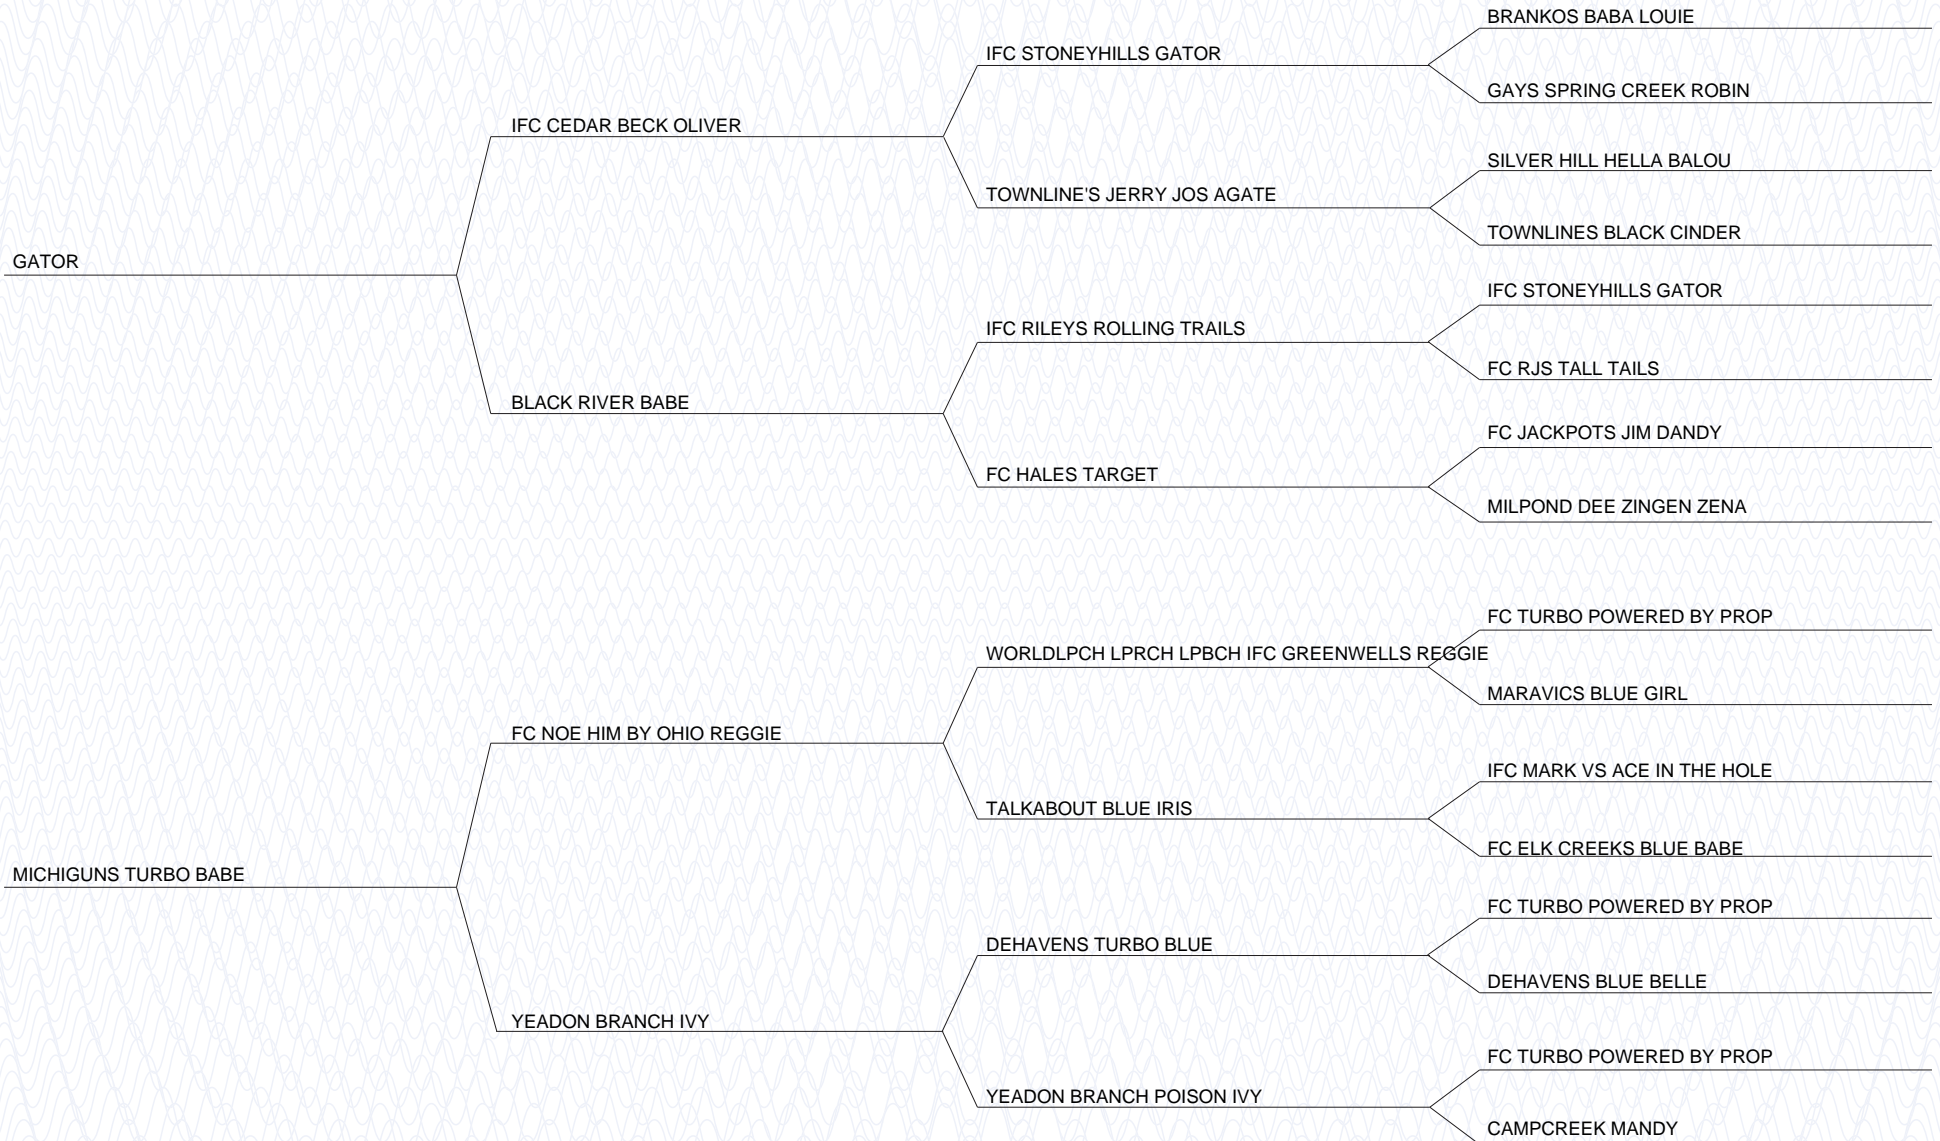 BRANKOS BABA LOUIE
IFC STONEYHILLS GATOR
GAYS SPRING CREEK ROBIN
IFC CEDAR BECK OLIVER
SILVER HILL HELLA BALOU
TOWNLINE'S JERRY JOS AGATE
TOWNLINES BLACK CINDER
GATOR
IFC STONEYHILLS GATOR
IFC RILEYS ROLLING TRAILS
FC RJS TALL TAILS
BLACK RIVER BABE
FC JACKPOTS JIM DANDY
FC HALES TARGET
MILPOND DEE ZINGEN ZENA
FC TURBO POWERED BY PROP
WORLDLPCH LPRCH LPBCH IFC GREENWELLS REGGIE
MARAVICS BLUE GIRL
FC NOE HIM BY OHIO REGGIE
IFC MARK VS ACE IN THE HOLE
TALKABOUT BLUE IRIS
FC ELK CREEKS BLUE BABE
MICHIGUNS TURBO BABE
FC TURBO POWERED BY PROP
DEHAVENS TURBO BLUE
DEHAVENS BLUE BELLE
YEADON BRANCH IVY
FC TURBO POWERED BY PROP
YEADON BRANCH POISON IVY
CAMPCREEK MANDY